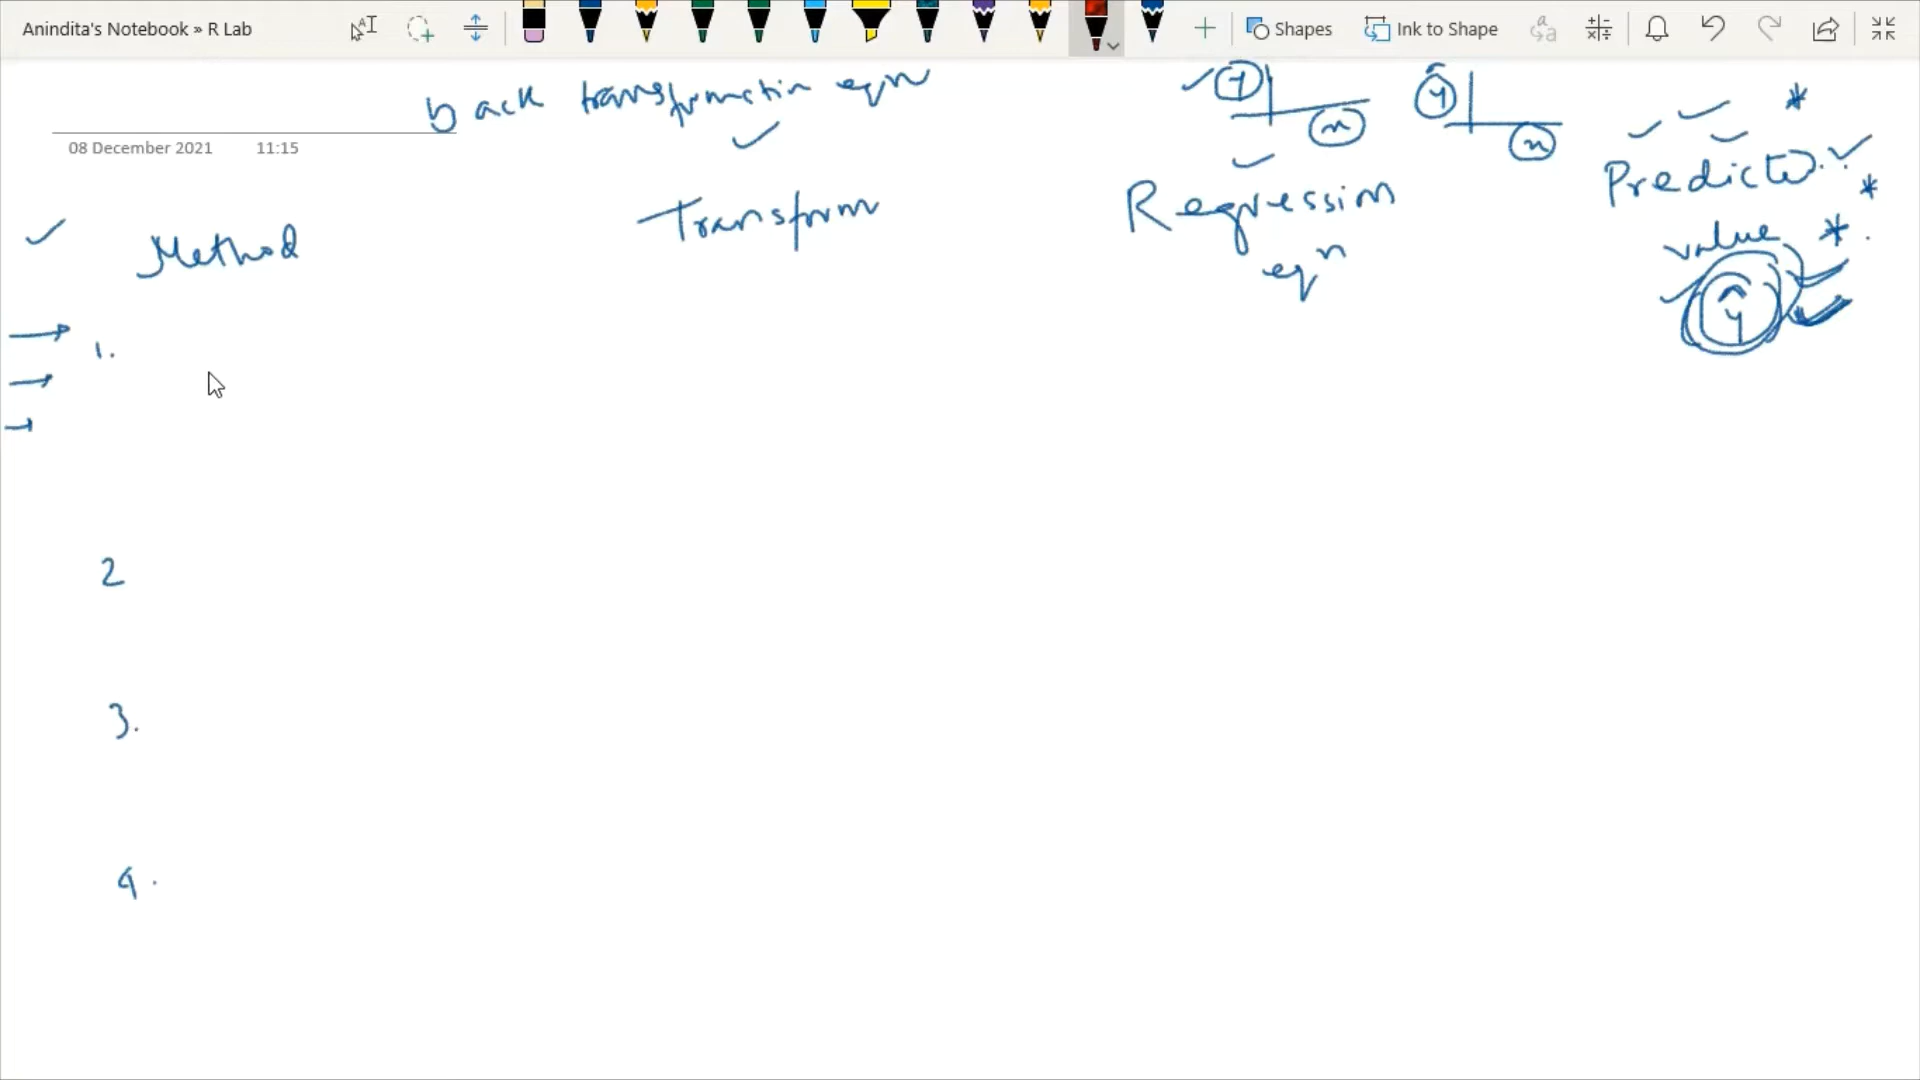 Anindita's Notebook » R Lab
Shapes
Ink to Shape
back transformation eqn
y x
ŷ x
08 December 2021 11:15
Method
Transform
Regression
eqn
Predicted
value
ŷ
1.
2
3.
4.